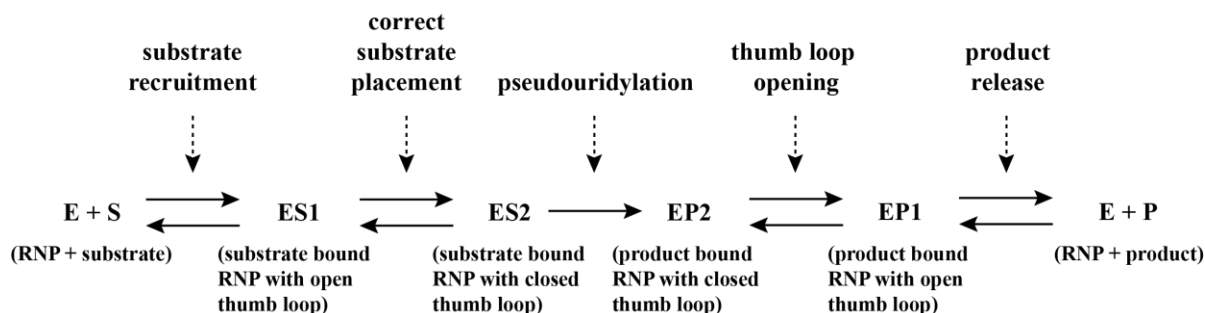 substrate
recruitment
correct
substrate
placement
pseudouridylation
thumb loop
opening
product
release
E + S
ES1
ES2
EP2
EP1
E + P
(RNP + substrate)
(substrate bound
RNP with open
thumb loop)
(substrate bound
RNP with closed
thumb loop)
(product bound
RNP with closed
thumb loop)
(product bound
RNP with open
thumb loop)
(RNP + product)